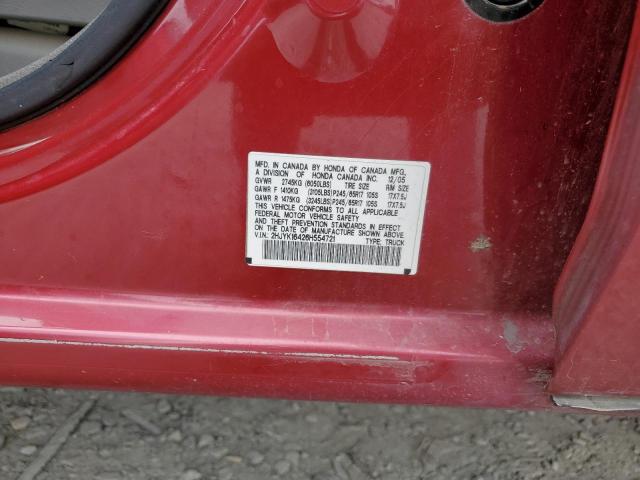 MFD. IN CANADA BY HONDA OF CANADA MFG.
A DIVISION OF HONDA CANADA INC. 12/05
GVWR 2745KG (6050LBS) TIRE SIZE RIM SIZE
GAWR F 1410KG (3105LBS) P245/65R17 105S 17X7.5J
GAWR R 1475KG (3245LBS) P245/65R17 105S 17X7.5J
THIS VEHICLE CONFORMS TO ALL APPLICABLE
FEDERAL MOTOR VEHICLE SAFETY
AND THEFT PREVENTION STANDARDS IN EFFECT
ON THE DATE OF MANUFACTURE SHOWN ABOVE.
V.I.N.: 2HJYK16426H554721 TYPE: TRUCK